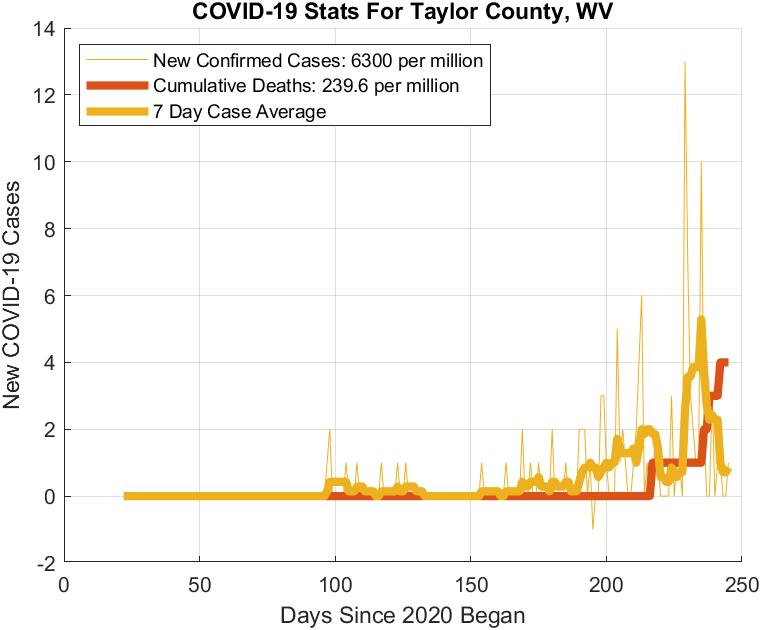 COVID-19 Stats For Taylor County, WV
New Confirmed Cases: 6300 per million
Cumulative Deaths: 239.6 per million
7 Day Case Average
New COVID-19 Cases
14
12
10
8
6
4
2
0
-2
0 50 100 150 200 250
Days Since 2020 Began